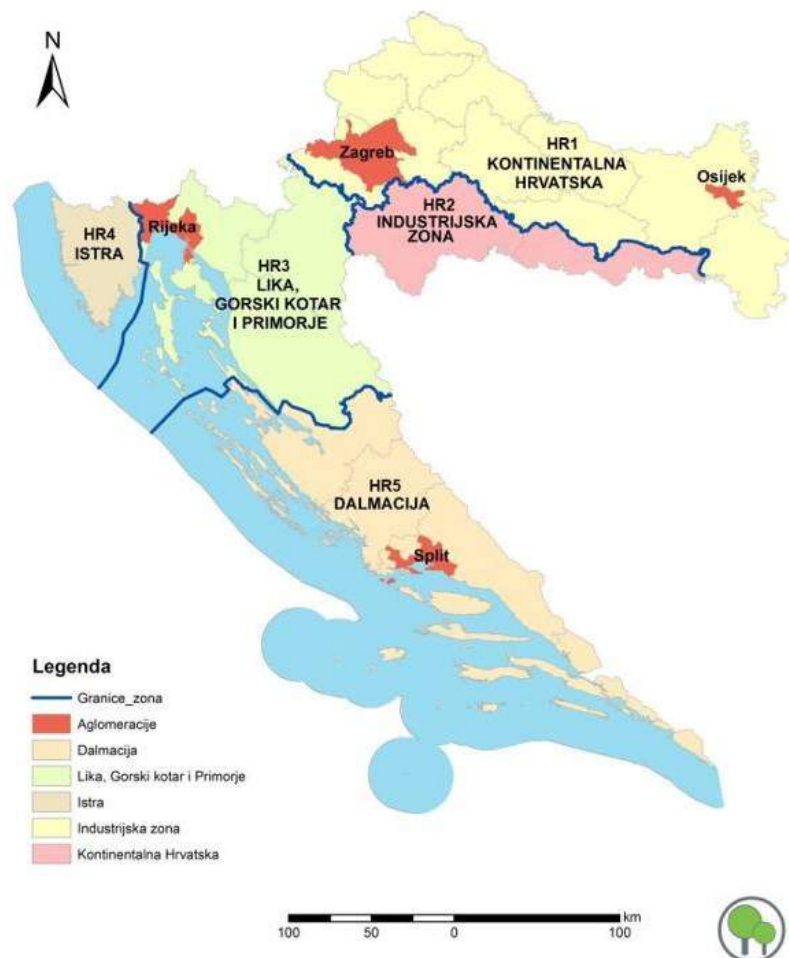 N
HR1
KONTINENTALNA
HRVATSKA
Zagreb
Osijek
HR2
INDUSTRIJSKA
ZONA
Rijeka
HR4
ISTRA
HR3
LIKA,
GORSKI KOTAR
I PRIMORJE
HR5
DALMACIJA
Split
Legenda
Granice_zona
Aglomeracije
Dalmacija
Lika, Gorski kotar i Primorje
Istra
Industrijska zona
Kontinentalna Hrvatska
km
100 50 0 100